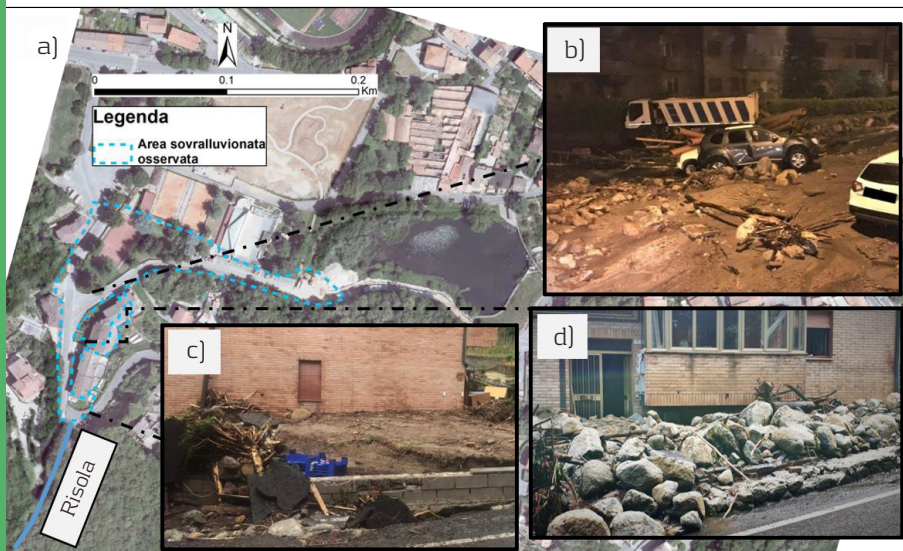 a)
N
0 0.1 0.2
Km
Legenda
Area sovralluvionata
osservata
Risola
b)
c)
d)